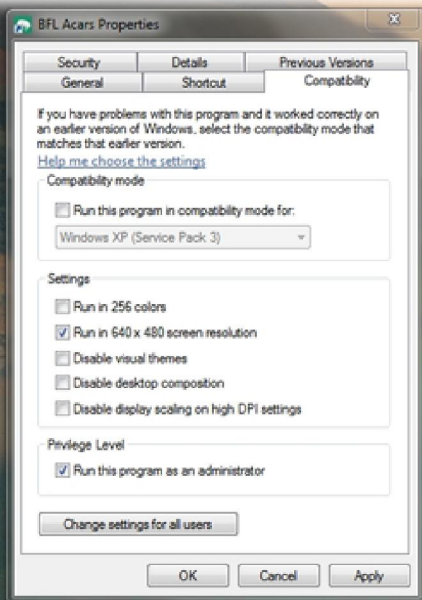 BFL Acars Properties
Security Details Previous Versions
General Shortcut Compatibility
If you have problems with this program and it worked correctly on
an earlier version of Windows, select the compatibility mode that
matches that earlier version.
Help me choose the settings
Compatibility mode
Run this program in compatibility mode for:
Windows XP (Service Pack 3)
Settings
Run in 256 colors
Run in 640 x 480 screen resolution
Disable visual themes
Disable desktop composition
Disable display scaling on high DPI settings
Privilege Level
Run this program as an administrator
Change settings for all users
OK Cancel Apply